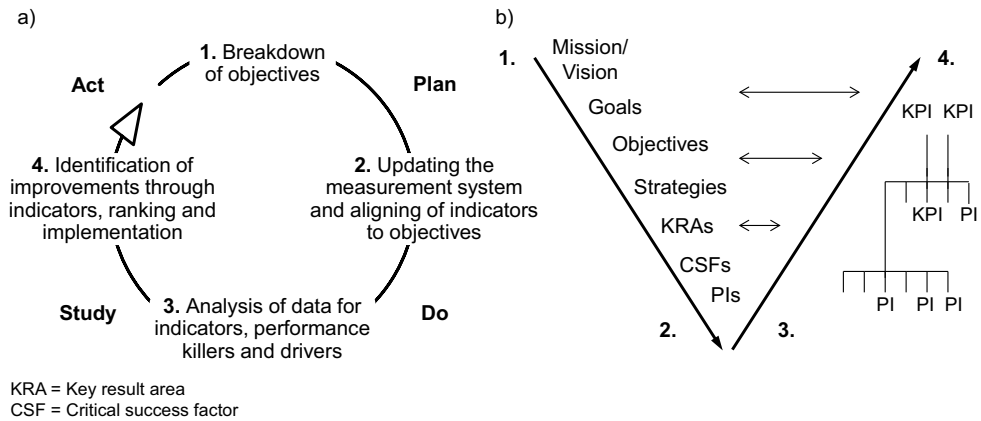 a)
1. Breakdown
of objectives
Act
Plan
4. Identification of
improvements through
indicators, ranking and
implementation
2. Updating the
measurement system
and aligning of indicators
to objectives
Study
3. Analysis of data for
indicators, performance
killers and drivers
Do
KRA = Key result area
CSF = Critical success factor
b)
1.
Mission/
Vision
Goals
Objectives
Strategies
KRAs
CSFs
PIs
2.
3.
4.
KPI KPI
KPI PI
PI PI PI